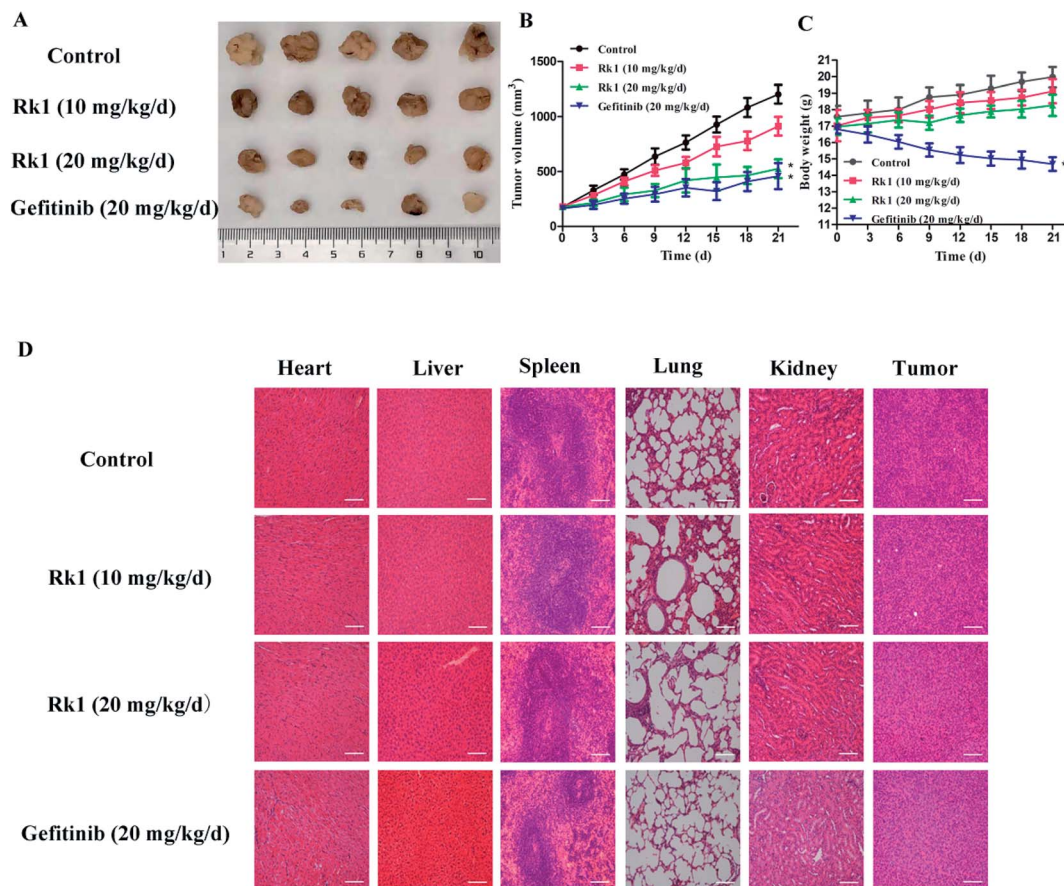 A
Control
Rk1 (10 mg/kg/d)
Rk1 (20 mg/kg/d)
Gefitinib (20 mg/kg/d)
1 2 3 4 5 6 7 8 9 10
B
Control
Rk1 (10 mg/kg/d)
Rk1 (20 mg/kg/d)
Gefitinib (20 mg/kg/d)
Tumor volume (mm³)
1500
1000
500
0
*
*
0 3 6 9 12 15 18 21
Time (d)
C
Body weight (g)
21
20
19
18
17
16
15
14
13
12
11
Control
Rk1 (10 mg/kg/d)
Rk1 (20 mg/kg/d)
Gefitinib (20 mg/kg/d)
*
0 3 6 9 12 15 18 21
Time (d)
D
Heart Liver Spleen Lung Kidney Tumor
Control
Rk1 (10 mg/kg/d)
Rk1 (20 mg/kg/d)
Gefitinib (20 mg/kg/d)